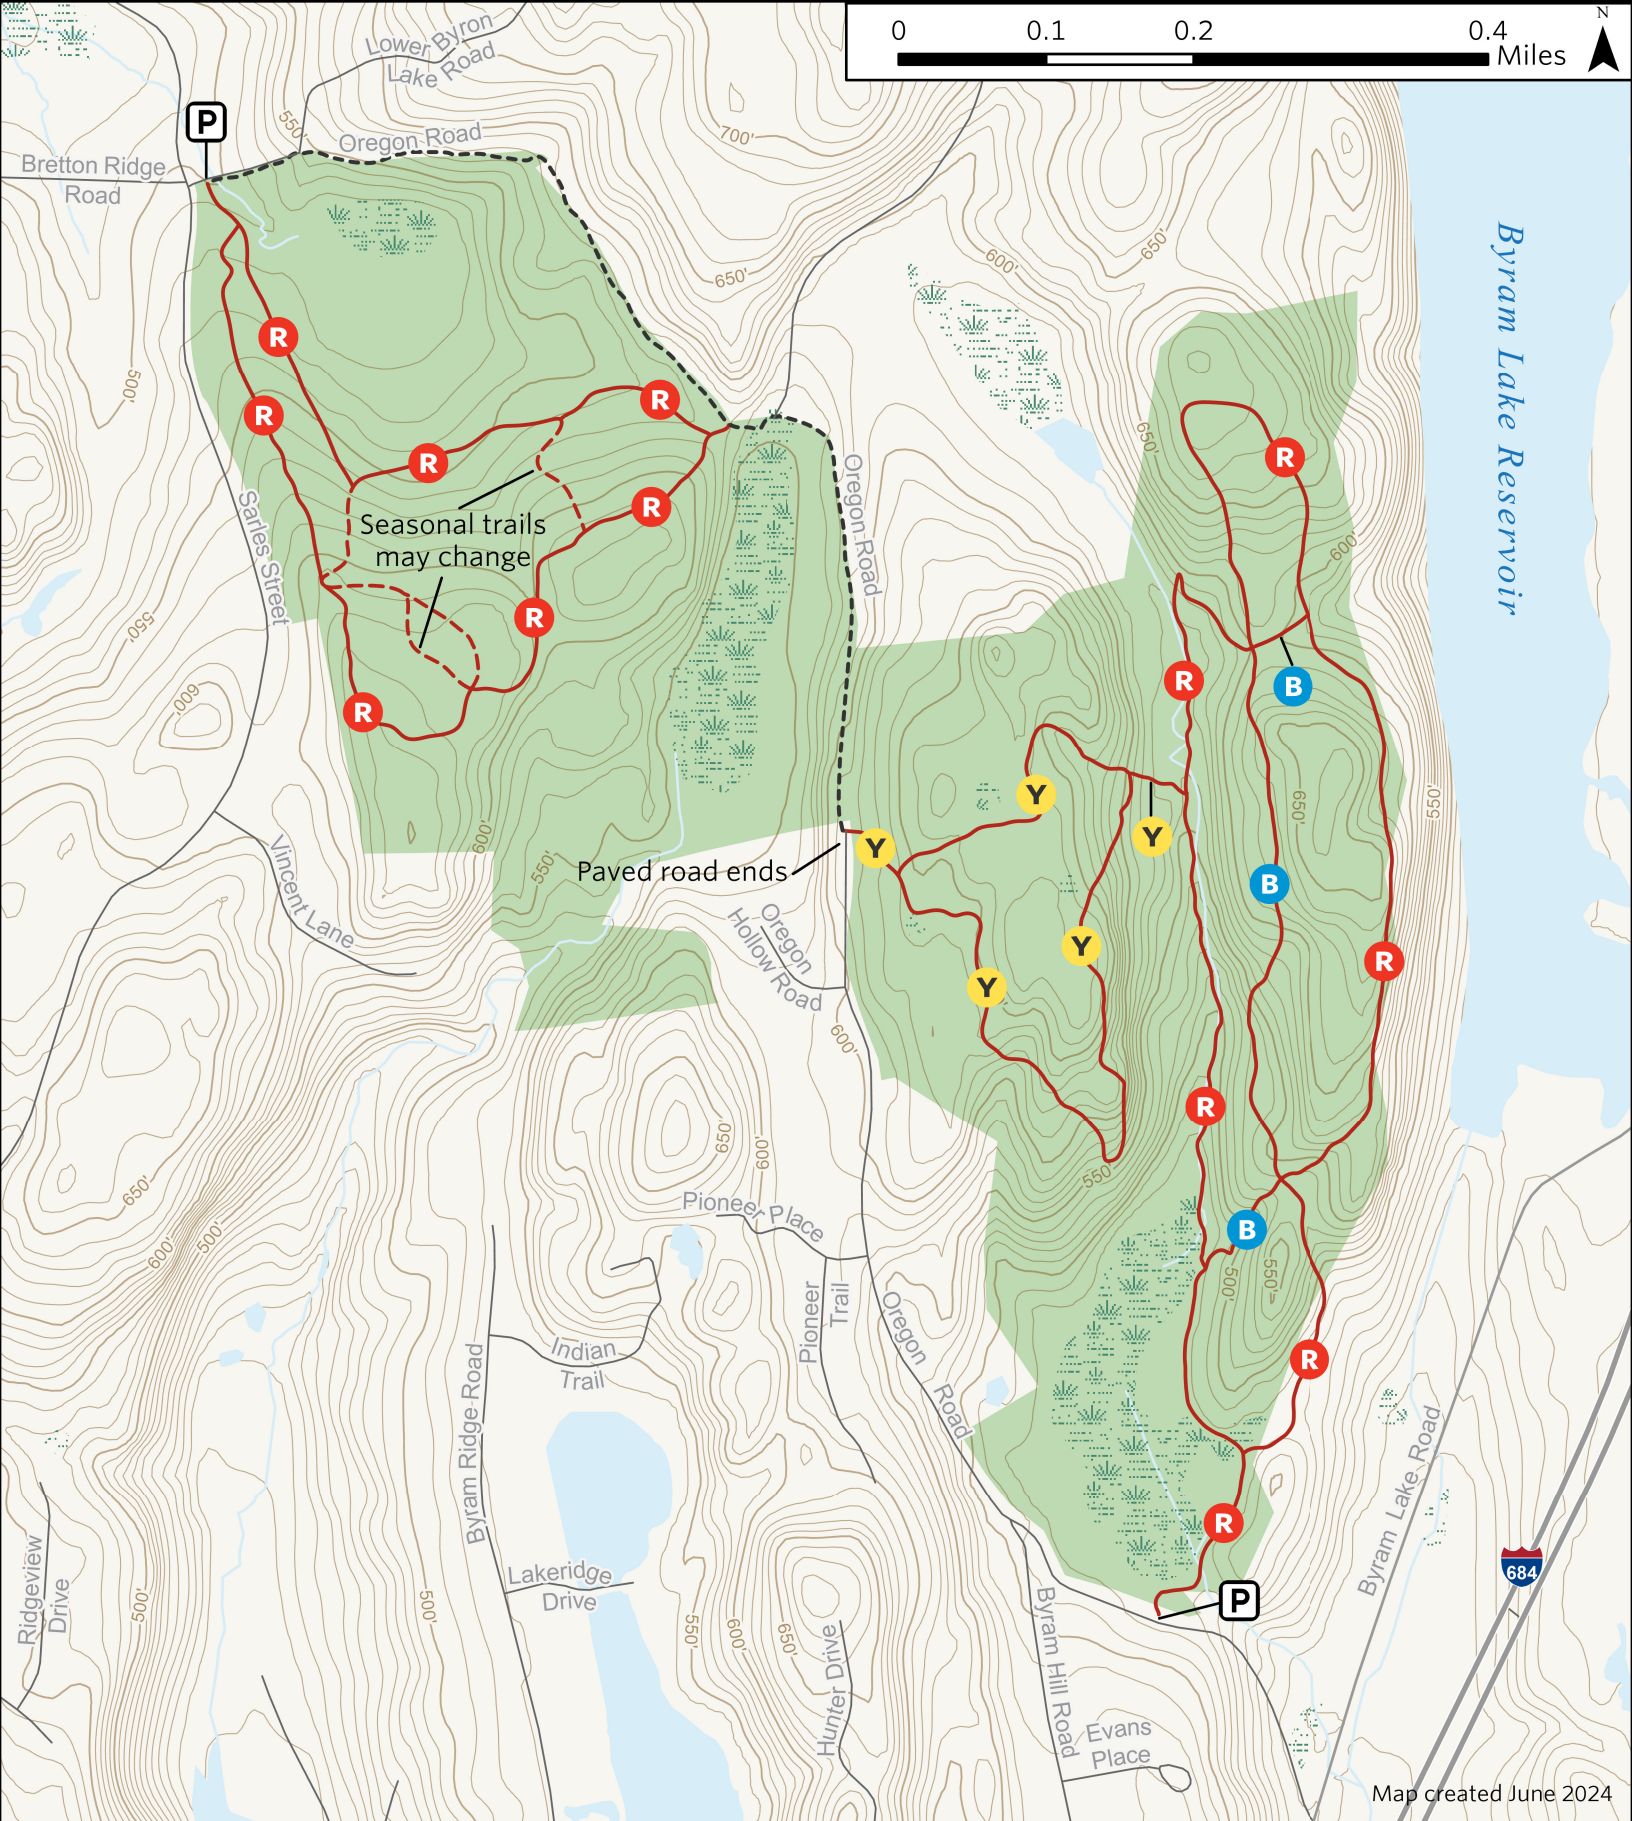 0 0.1 0.2 0.4
Miles
N
Lower Byron
Lake Road
P
550'
Oregon Road
700'
Bretton Ridge
Road
Byram Lake Reservoir
650'
600'
650'
R
500'
R
R
R
650'
R
Oregon Road
R
Sarles Street
R
Seasonal trails
may change
600'
550'
R
R
B
600'
R
Y
Y
650'
550'
Vincent Lane
600'
550'
Paved road ends
Y
B
Oregon
Hollow Road
Y
Y
R
600'
R
650'
600'
550'
650'
600'
500'
Pioneer Place
B
500'
550'
Pioneer
Trail
Oregon
Road
Indian
Trail
R
Byram Ridge Road
Byram Lake Road
Ridgeview
Drive
R
684
Lakeridge
Drive
P
500'
500'
550'
600'
650'
Hunter Drive
Byram Hill Road
Evans
Place
Map created June 2024